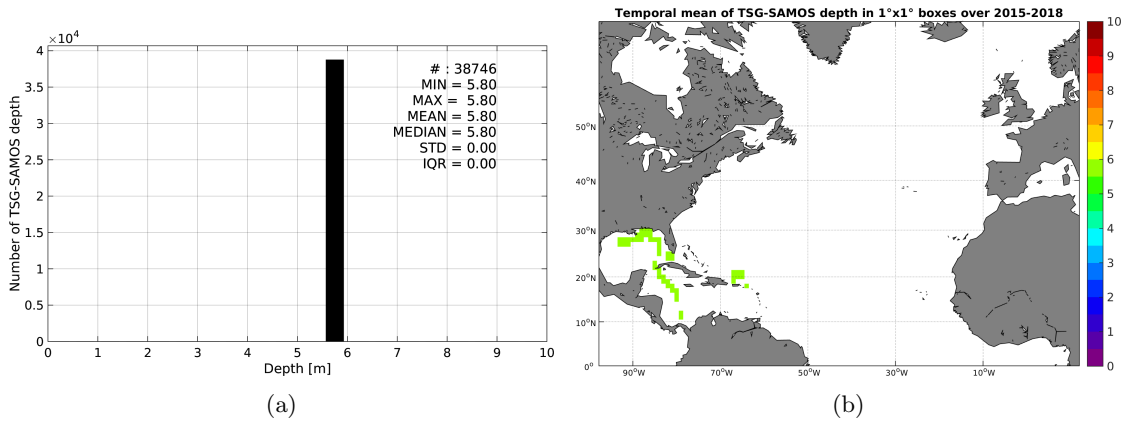 ×10⁴
4
3.5
3
2.5
2
1.5
1
0.5
0
Number of TSG-SAMOS depth
# : 38746
MIN = 5.80
MAX = 5.80
MEAN = 5.80
MEDIAN = 5.80
STD = 0.00
IQR = 0.00
0 1 2 3 4 5 6 7 8 9 10
Depth [m]
(a)
Temporal mean of TSG-SAMOS depth in 1°x1° boxes over 2015-2018
50°N
40°N
30°N
20°N
10°N
0°
90°W 70°W 50°W 30°W 10°W
10
9
8
7
6
5
4
3
2
1
0
(b)